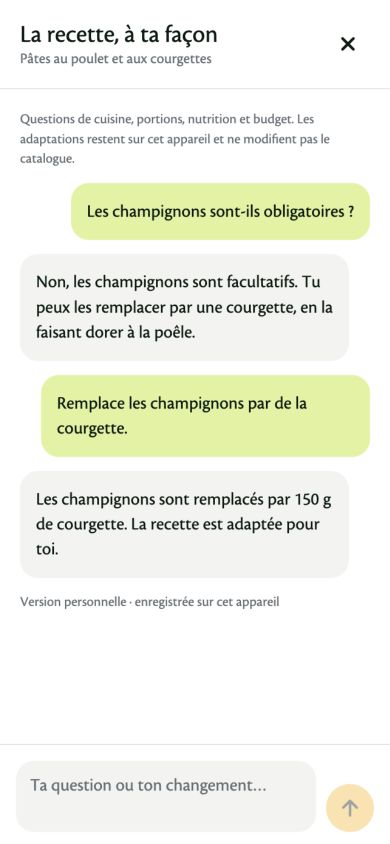 La recette, à ta façon
Pâtes au poulet et aux courgettes
Questions de cuisine, portions, nutrition et budget. Les
adaptations restent sur cet appareil et ne modifient pas le
catalogue.
Les champignons sont-ils obligatoires ?
Non, les champignons sont facultatifs. Tu
peux les remplacer par une courgette, en la
faisant dorer à la poêle.
Remplace les champignons par de la
courgette.
Les champignons sont remplacés par 150 g
de courgette. La recette est adaptée pour
toi.
Version personnelle · enregistrée sur cet appareil
Ta question ou ton changement...